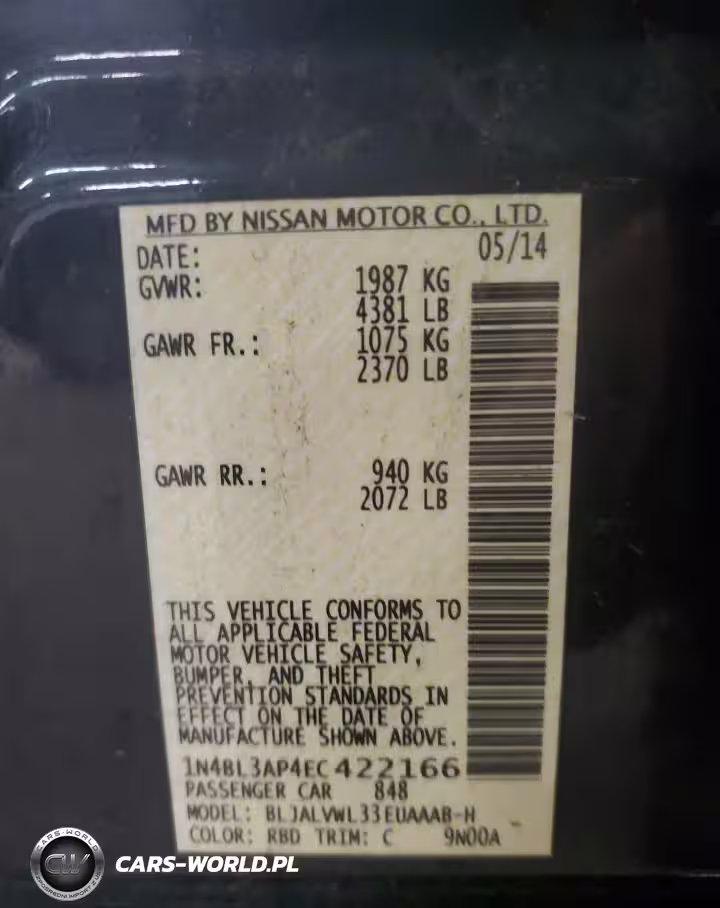 MFD BY NISSAN MOTOR CO., LTD.
DATE: 05/14
GVWR: 1987 KG
4381 LB
GAWR FR.: 1075 KG
2370 LB
GAWR RR.: 940 KG
2072 LB
THIS VEHICLE CONFORMS TO
ALL APPLICABLE FEDERAL
MOTOR VEHICLE SAFETY,
BUMPER, AND THEFT
PREVENTION STANDARDS IN
EFFECT ON THE DATE OF
MANUFACTURE SHOWN ABOVE.
1N4BL3AP4EC422166
PASSENGER CAR 848
MODEL: BLJALVWL33EUAAAB-H
COLOR: RBD TRIM: C 9N00A
CARS-WORLD
CW
CARS-WORLD.PL